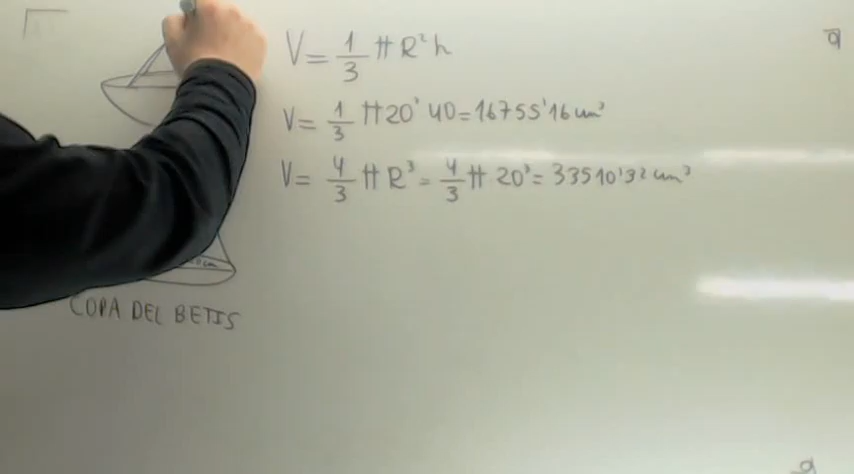 V = 1/3 π R² h
V = 1/3 π 20² 40 = 16755'16 cm³
V = 4/3 π R³ = 4/3 π 20³ = 33510'32 cm³
COPA DEL BETIS